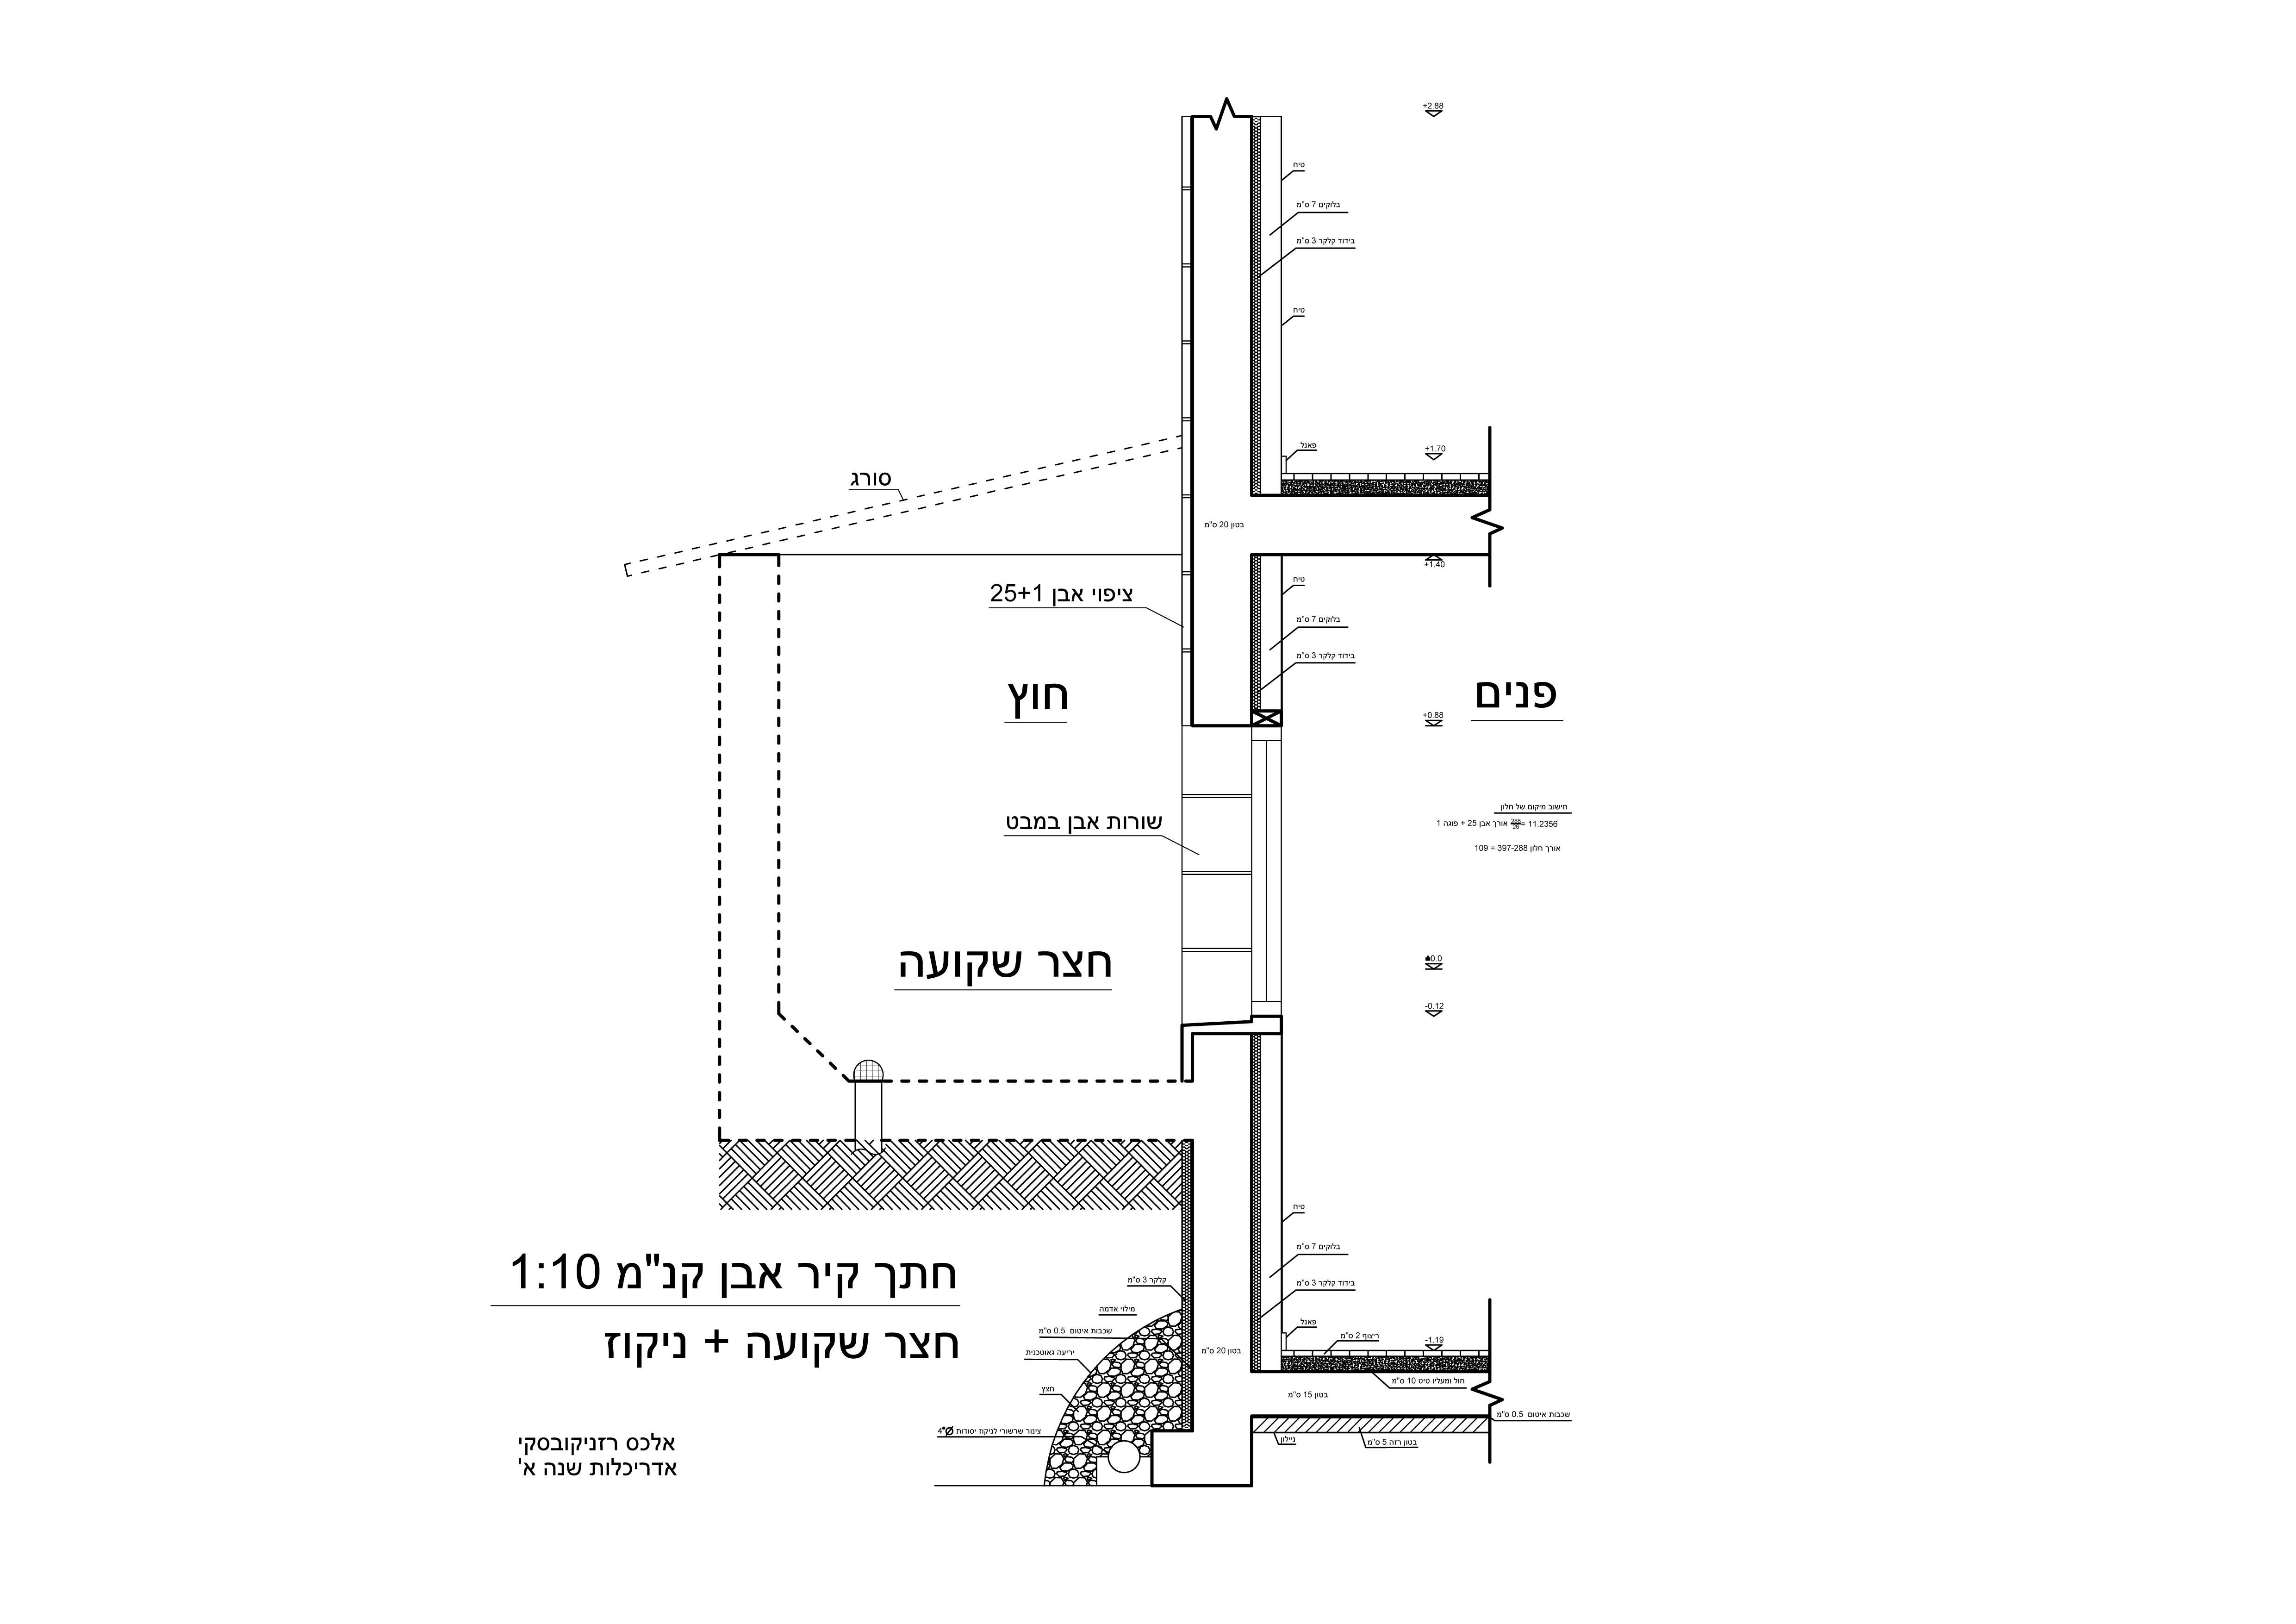 +2.88
טיח
בלוקים 7 ס"מ
בידוד קלקר 3 ס"מ
טיח
פאנל
+1.70
סורג
בטון 20 ס"מ
+1.40
טיח
ציפוי אבן 25+1
בלוקים 7 ס"מ
בידוד קלקר 3 ס"מ
חוץ
פנים
+0.88
חישוב מיקום של חלון
אורך אבן 25 + פוגה 1 288/26 = 11.2356
שורות אבן במבט
אורך חלון 397-288 = 109
חצר שקועה
0.0
-0.12
טיח
בלוקים 7 ס"מ
בידוד קלקר 3 ס"מ
חתך קיר אבן קנ"מ 1:10
חצר שקועה + ניקוז
קלקר 3 ס"מ
מילוי אדמה
שכבות איטום 0.5 ס"מ
יריעה גאוטכנית
חצץ
צינור שרשורי לניקוז יסודות Ø4"
פאנל
ריצוף 2 ס"מ
-1.19
בטון 20 ס"מ
חול ומעליו טיט 10 ס"מ
בטון 15 ס"מ
שכבות איטום 0.5 ס"מ
ניילון
בטון רזה 5 ס"מ
אלכס רזניקובסקי
אדריכלות שנה א'